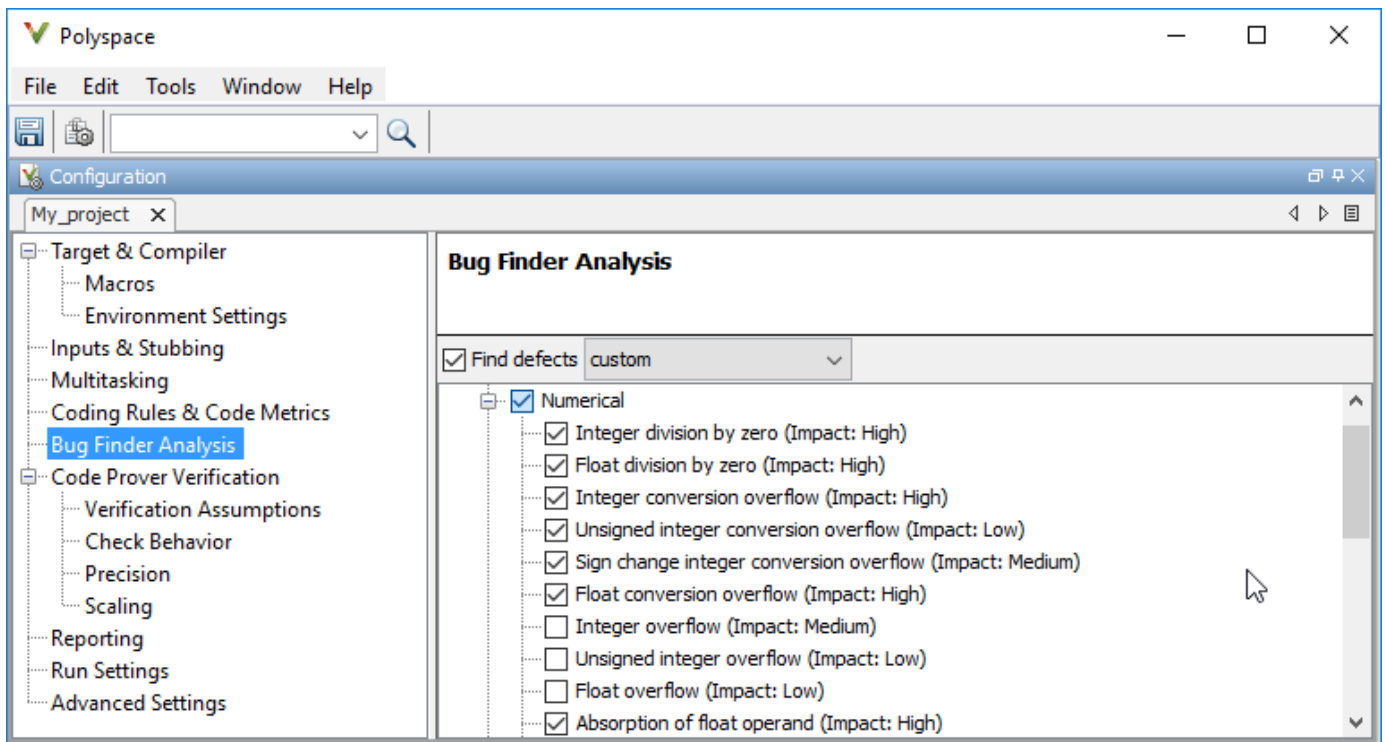 Polyspace
File Edit Tools Window Help
Configuration
My_project
Target & Compiler
Macros
Environment Settings
Inputs & Stubbing
Multitasking
Coding Rules & Code Metrics
Bug Finder Analysis
Code Prover Verification
Verification Assumptions
Check Behavior
Precision
Scaling
Reporting
Run Settings
Advanced Settings
Bug Finder Analysis
Find defects custom
Numerical
Integer division by zero (Impact: High)
Float division by zero (Impact: High)
Integer conversion overflow (Impact: High)
Unsigned integer conversion overflow (Impact: Low)
Sign change integer conversion overflow (Impact: Medium)
Float conversion overflow (Impact: High)
Integer overflow (Impact: Medium)
Unsigned integer overflow (Impact: Low)
Float overflow (Impact: Low)
Absorption of float operand (Impact: High)